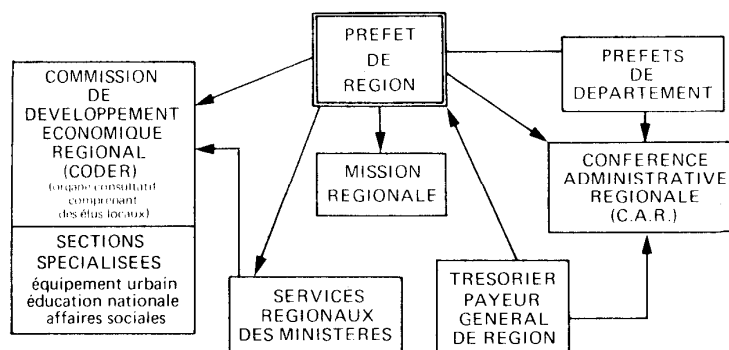 PREFET
DE
REGION
PREFETS
DE
DEPARTEMENT
COMMISSION
DE
DEVELOPPEMENT
ECONOMIQUE
REGIONAL
(CODER)
(organe consultatif
comprenant
des élus locaux)
SECTIONS
SPECIALISEES
équipement urbain
éducation nationale
affaires sociales
MISSION
REGIONALE
CONFERENCE
ADMINISTRATIVE
REGIONALE
(C.A.R.)
SERVICES
REGIONAUX
DES MINISTERES
TRESORIER
PAYEUR
GENERAL
DE REGION